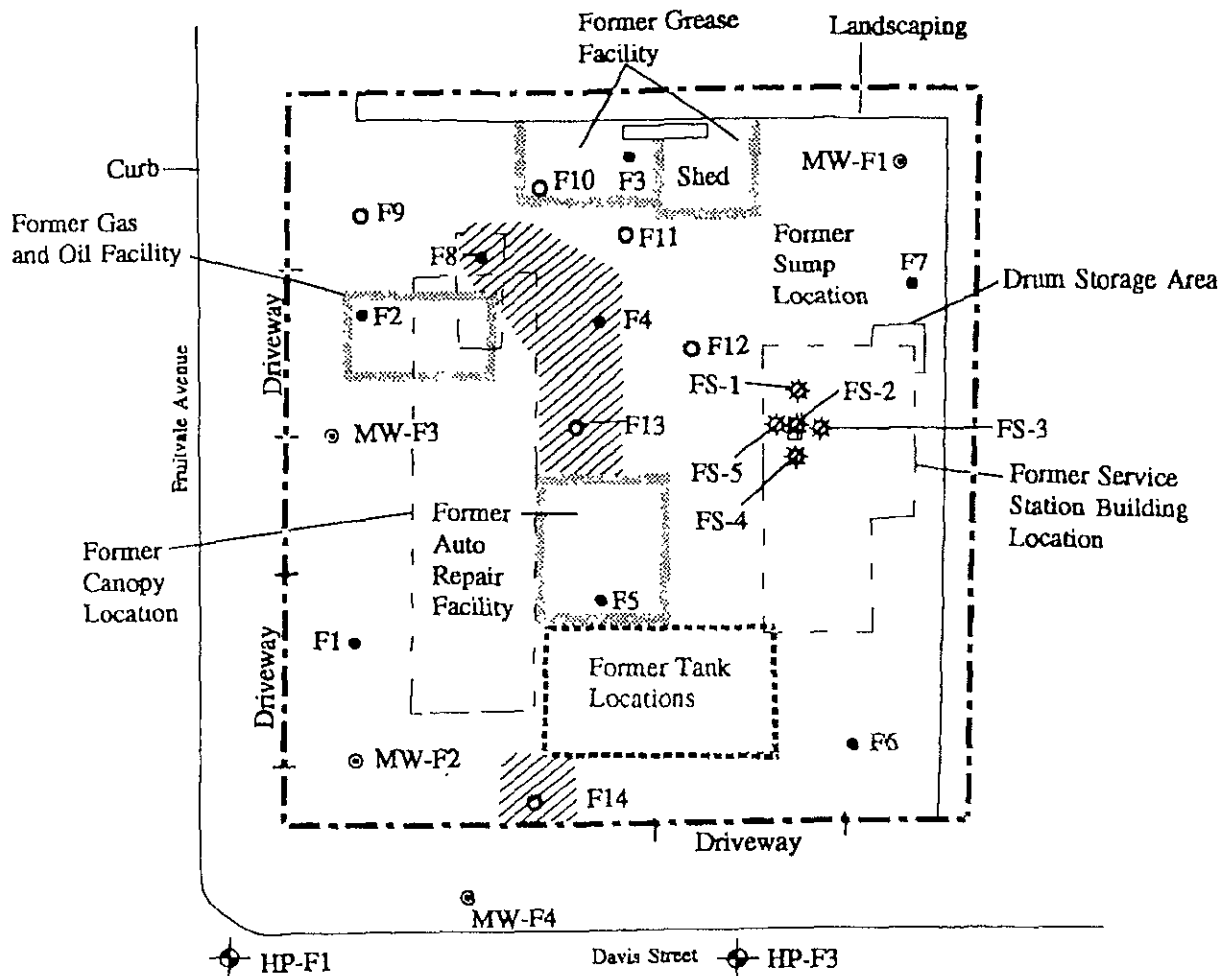 Former Grease
Facility
Landscaping
Curb
F10
F3
Shed
MW-F1
Former Gas
and Oil Facility
F9
F11
F8
Former
Sump
Location
F7
Drum Storage Area
Driveway
F2
F4
F12
FS-1
FS-2
Fruitvale Avenue
MW-F3
F13
FS-3
FS-5
FS-4
Former Service
Station Building
Location
Former
Canopy
Location
Former
Auto
Repair
Facility
F5
F1
Driveway
Former Tank
Locations
MW-F2
F6
F14
Driveway
MW-F4
HP-F1
Davis Street
HP-F3